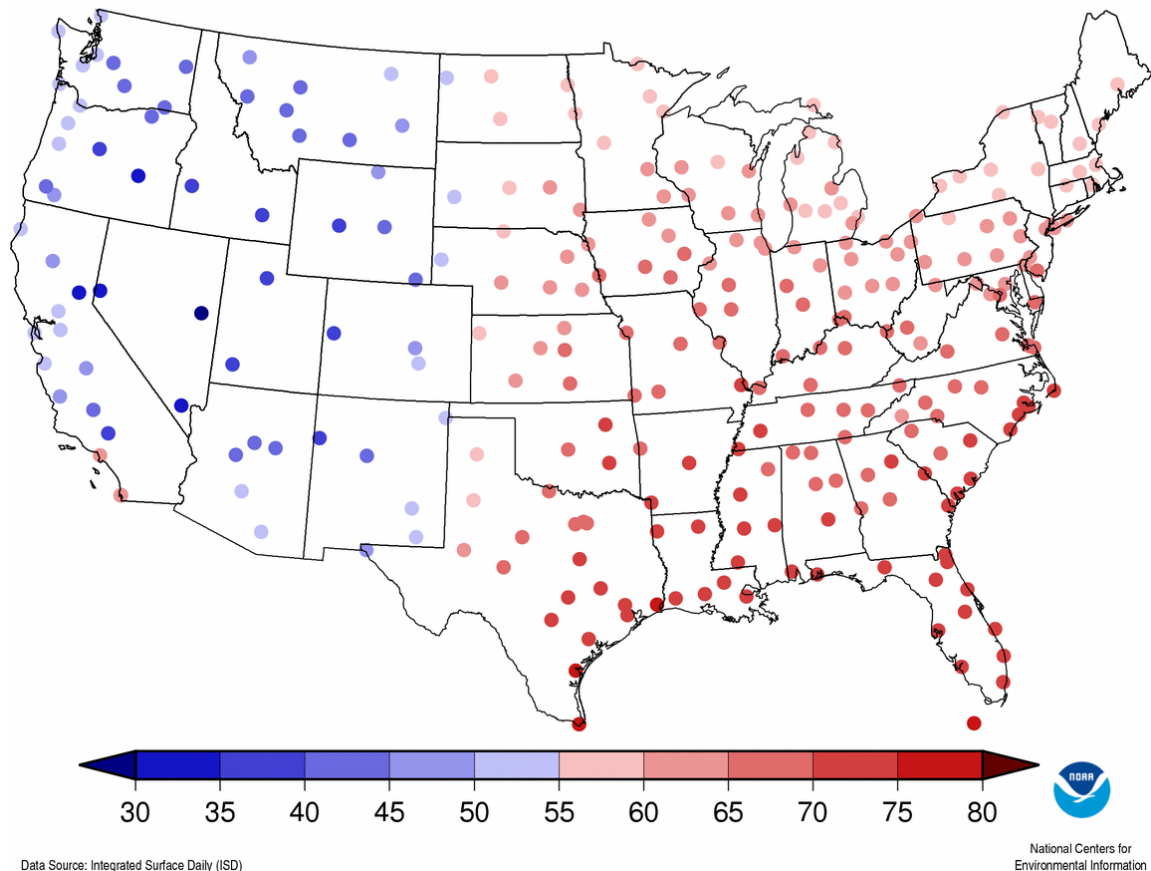 30 35 40 45 50 55 60 65 70 75 80
NOAA
National Centers for
Environmental Information
Data Source: Integrated Surface Daily (ISD)